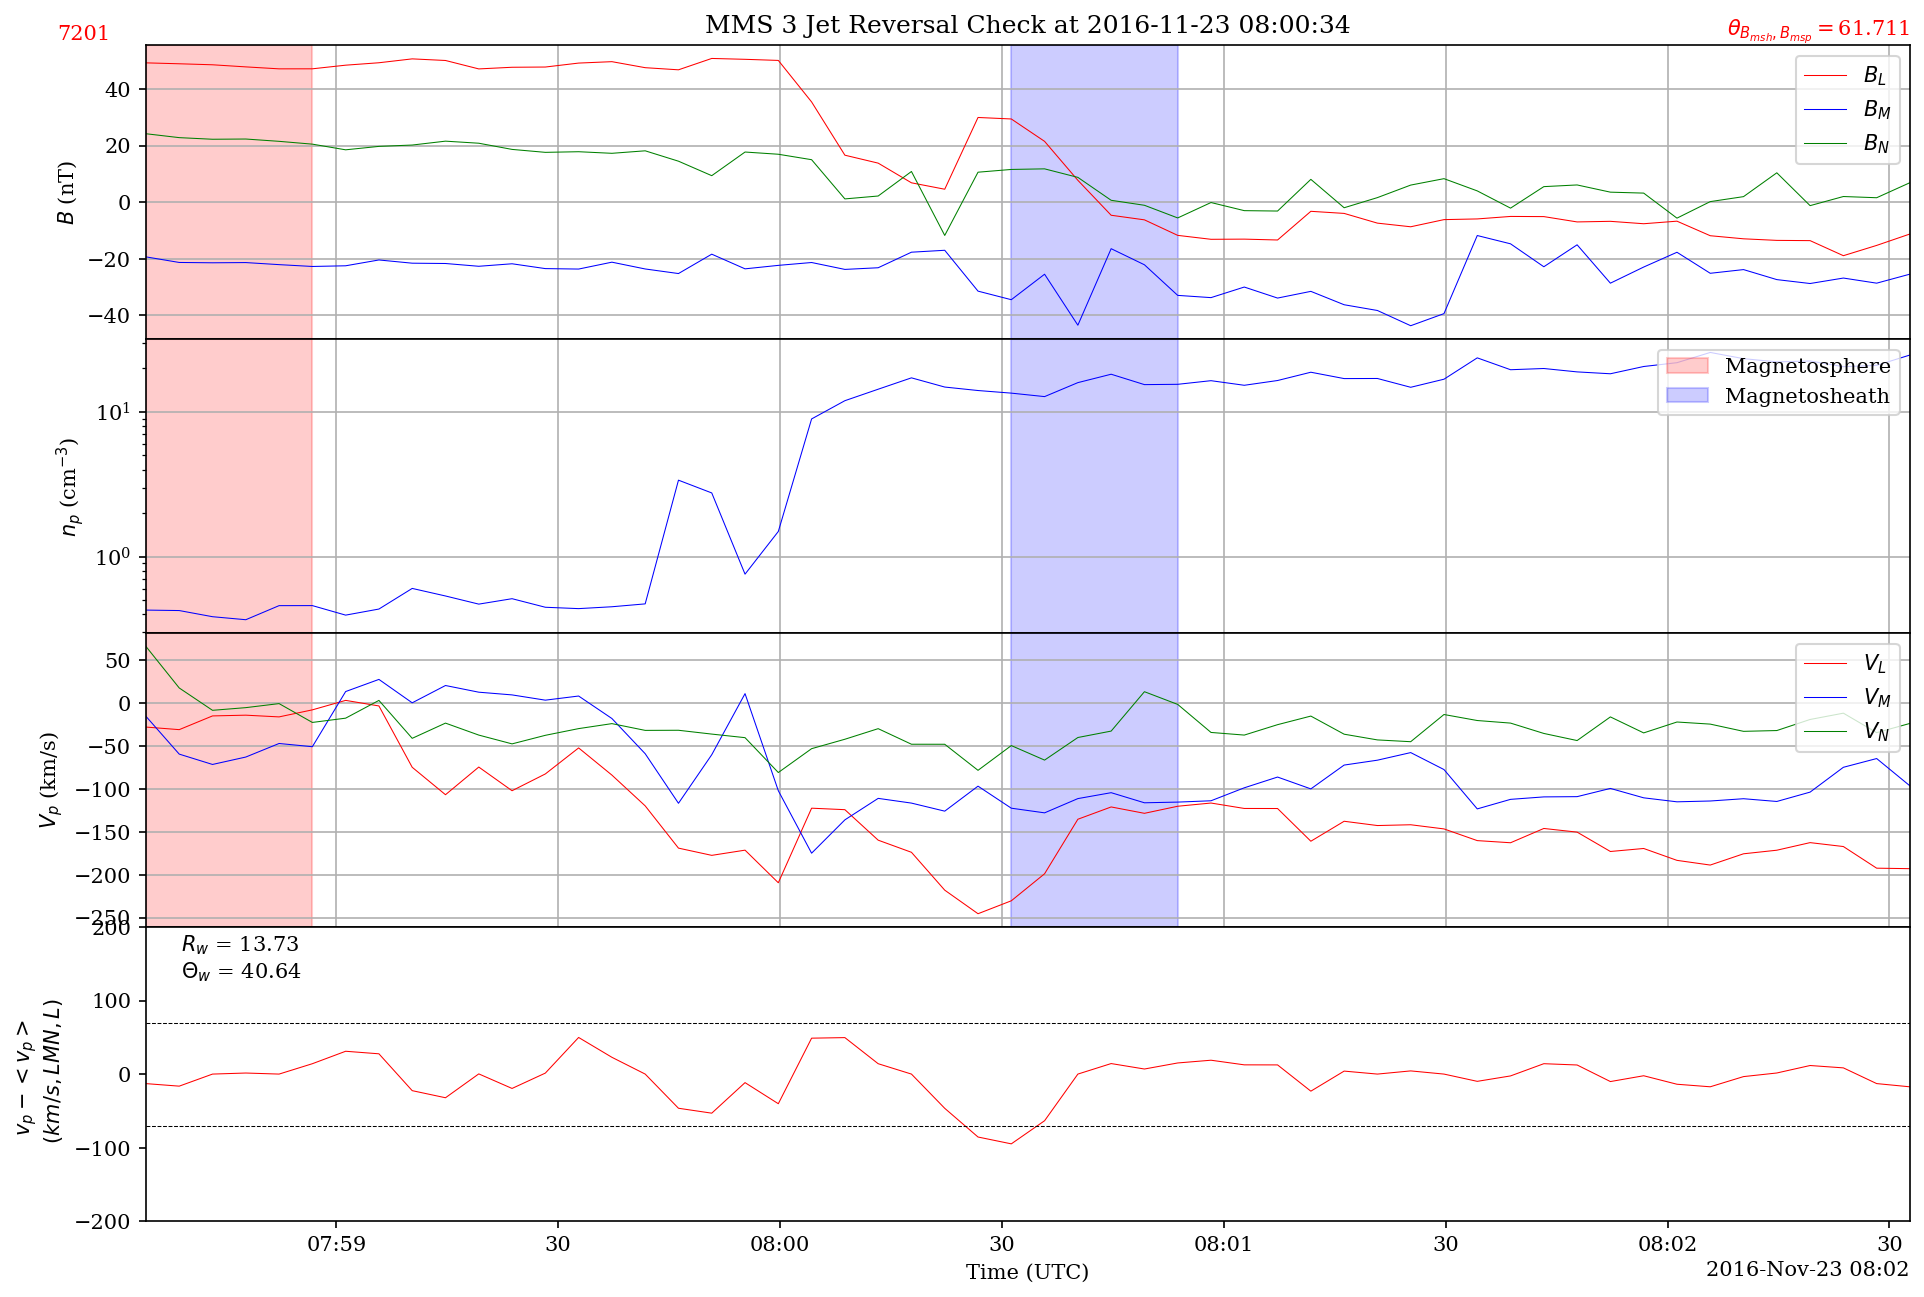 7201
MMS 3 Jet Reversal Check at 2016-11-23 08:00:34
θ_{B_{msh}, B_{msp}} = 61.711
40
20
0
−20
−40
B (nT)
B_L
B_M
B_N
10^1
10^0
n_p (cm^{−3})
Magnetosphere
Magnetosheath
50
0
−50
−100
−150
−200
−250
V_p (km/s)
V_L
V_M
V_N
200
100
0
−100
−200
v_p − < v_p >
(km/s, LMN, L)
R_w = 13.73
Θ_w = 40.64
07:59
30
08:00
30
08:01
30
08:02
30
Time (UTC)
2016-Nov-23 08:02